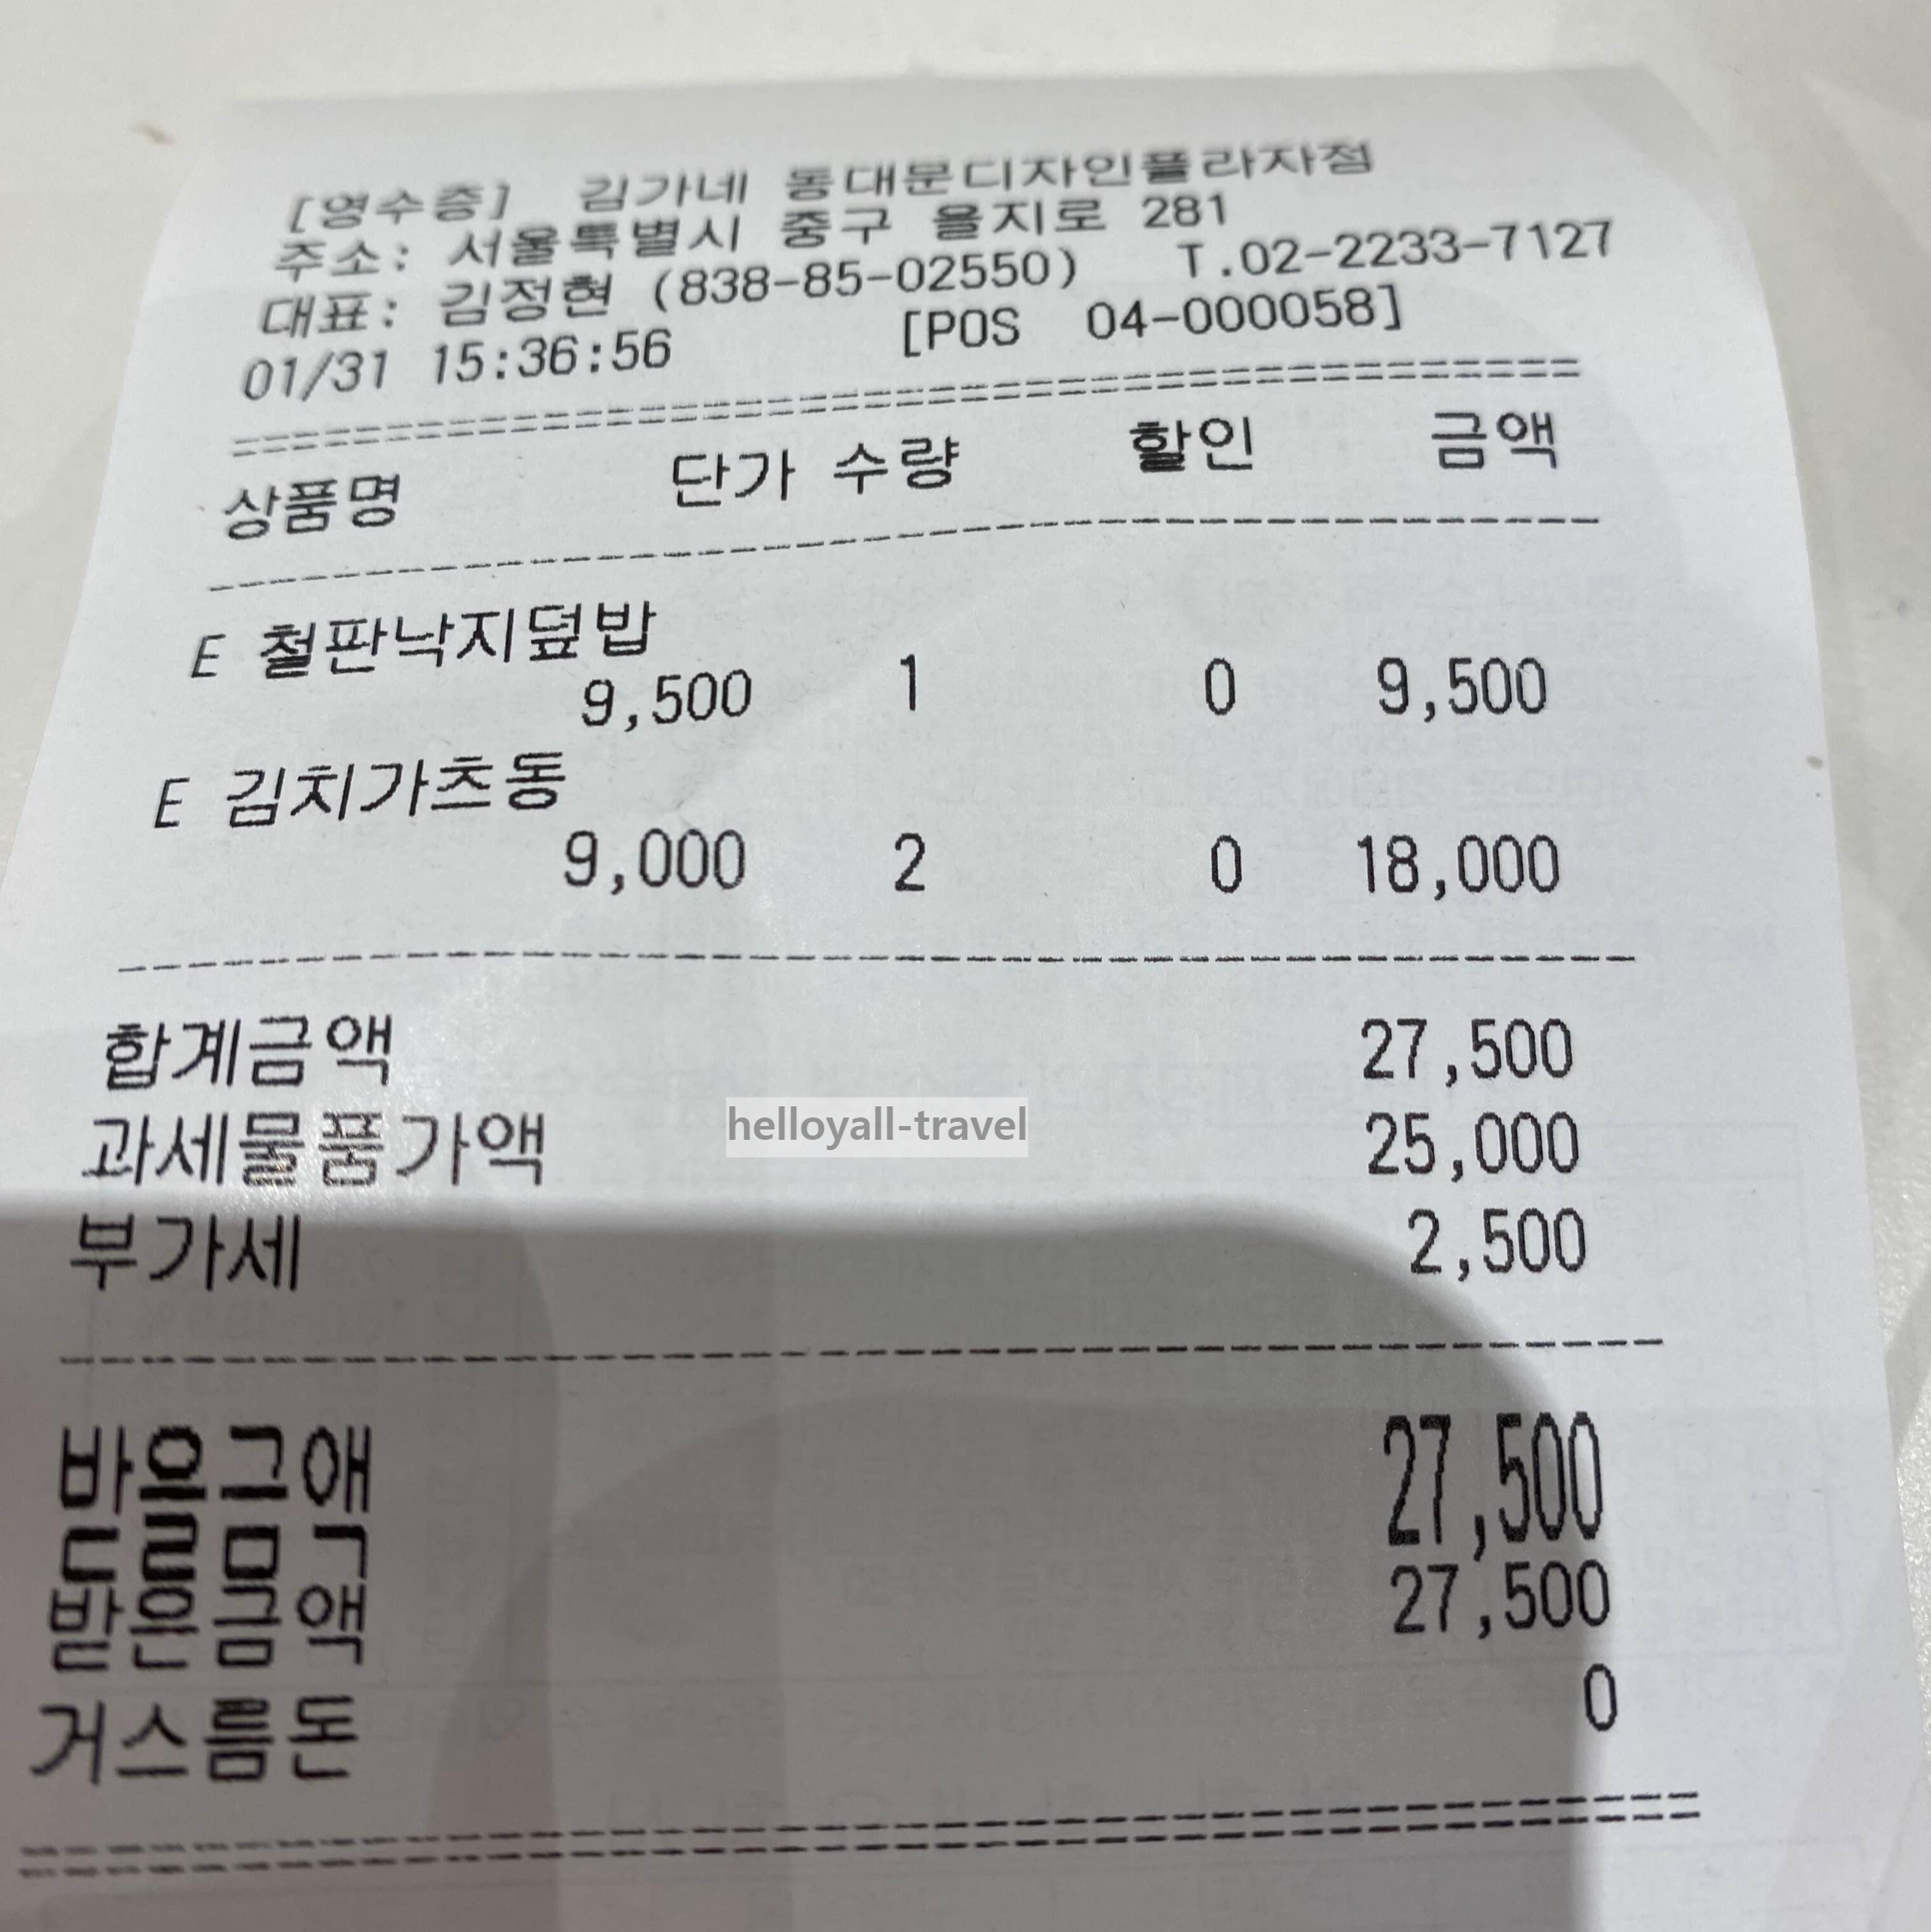 [영수증] 김가네 동대문디자인플라자점
주소: 서울특별시 중구 을지로 281
대표: 김정현 (838-85-02550) T.02-2233-7127
01/31 15:36:56 [POS 04-000058]
상품명 단가 수량 할인 금액
E 철판낙지덮밥
9,500 1 0 9,500
E 김치가츠동
9,000 2 0 18,000
합계금액 27,500
과세물품가액 25,000
helloyall-travel
부가세 2,500
받을금액 27,500
받은금액 27,500
거스름돈 0